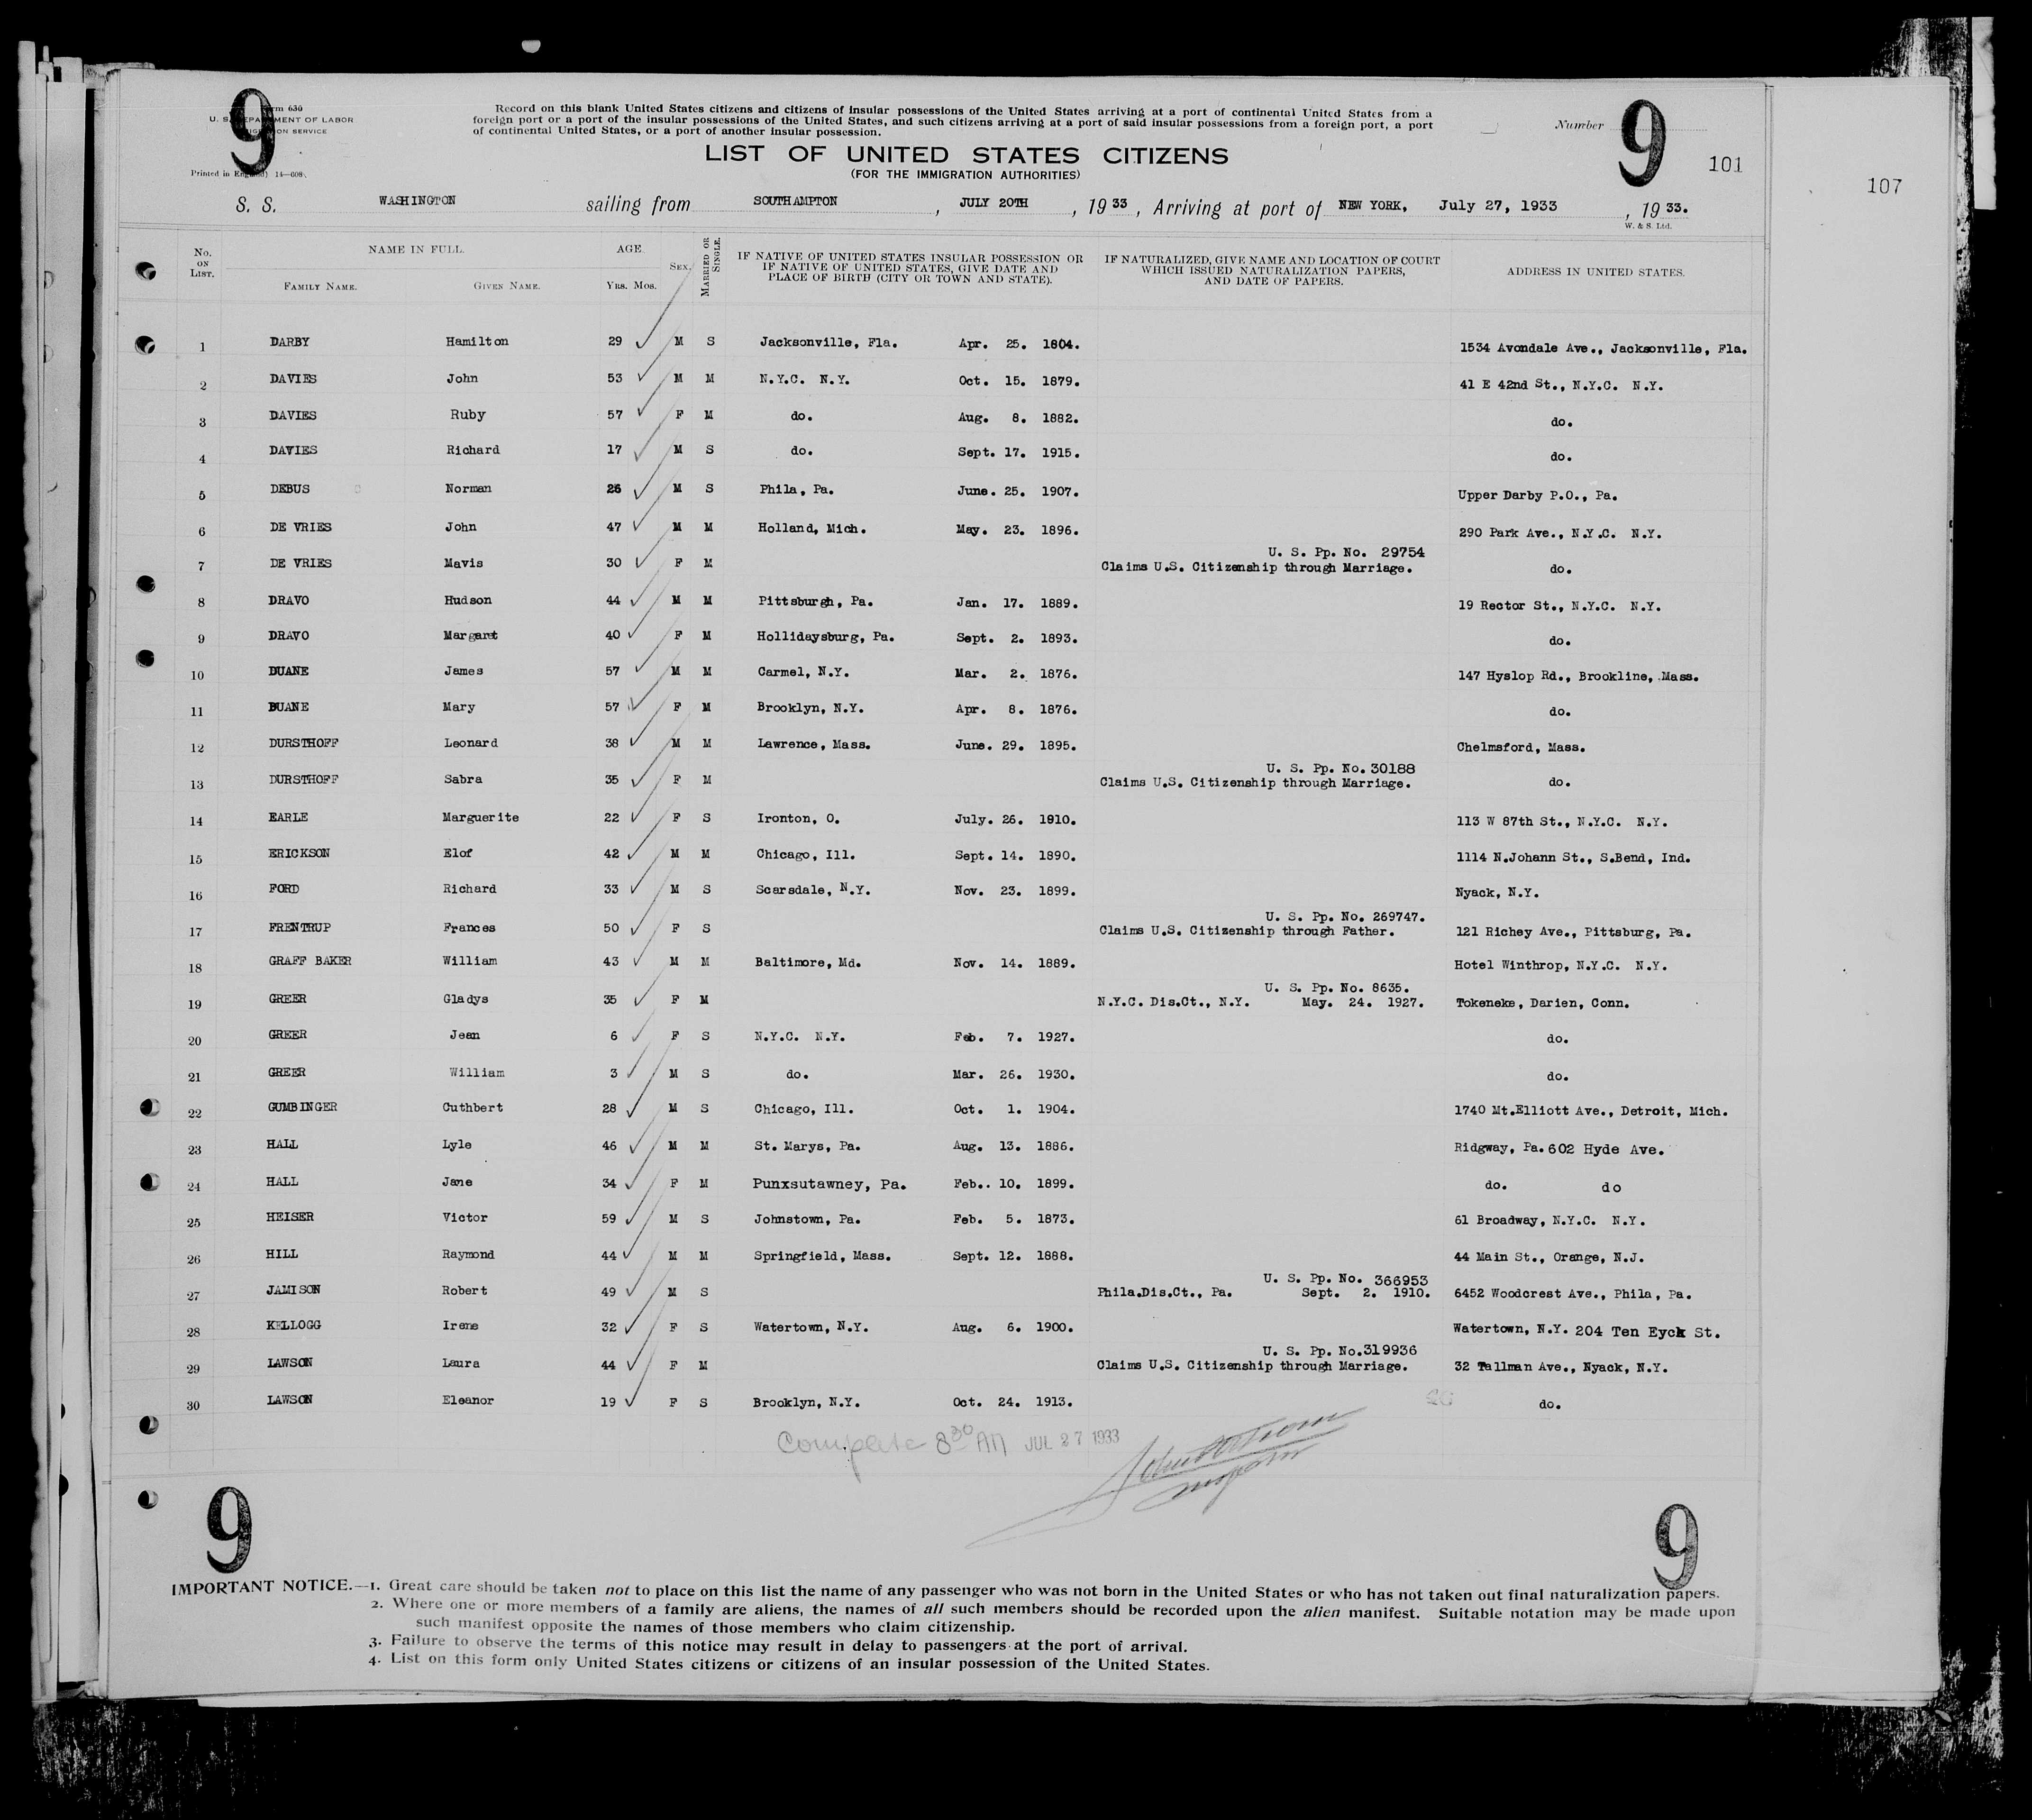 9
Form 630
U. S. DEPARTMENT OF LABOR
IMMIGRATION SERVICE
Printed in England) 14—608
Record on this blank United States citizens and citizens of insular possessions of the United States arriving at a port of continental United States from a
foreign port or a port of the insular possessions of the United States, and such citizens arriving at a port of said insular possessions from a foreign port, a port
of continental United States, or a port of another insular possession.
Number 9
101
107
LIST OF UNITED STATES CITIZENS
(FOR THE IMMIGRATION AUTHORITIES)
S. S. WASHINGTON sailing from SOUTHAMPTON, JULY 20TH, 19 33, Arriving at port of NEW YORK, July 27, 1933, 19 33.
W. & S. Ltd.
No. ON LIST. NAME IN FULL. FAMILY NAME. GIVEN NAME. AGE. YRS. MOS. SEX. MARRIED OR SINGLE. IF NATIVE OF UNITED STATES INSULAR POSSESSION OR IF NATIVE OF UNITED STATES, GIVE DATE AND PLACE OF BIRTH (CITY OR TOWN AND STATE). IF NATURALIZED, GIVE NAME AND LOCATION OF COURT WHICH ISSUED NATURALIZATION PAPERS, AND DATE OF PAPERS. ADDRESS IN UNITED STATES.
1 DARBY Hamilton 29 M S Jacksonville, Fla. Apr. 25. 1804. 1534 Avondale Ave., Jacksonville, Fla.
2 DAVIES John 53 M M N.Y.C. N.Y. Oct. 15. 1879. 41 E 42nd St., N.Y.C. N.Y.
3 DAVIES Ruby 57 F M do. Aug. 8. 1882. do.
4 DAVIES Richard 17 M S do. Sept. 17. 1915. do.
5 DEBUS Norman 26 M S Phila, Pa. June. 25. 1907. Upper Darby P.O., Pa.
6 DE VRIES John 47 M M Holland, Mich. May. 23. 1896. 290 Park Ave., N.Y.C. N.Y.
U. S. Pp. No. 29754
7 DE VRIES Mavis 30 F M Claims U.S. Citizenship through Marriage. do.
8 DRAVO Hudson 44 M M Pittsburgh, Pa. Jan. 17. 1889. 19 Rector St., N.Y.C. N.Y.
9 DRAVO Margaret 40 F M Hollidaysburg, Pa. Sept. 2. 1893. do.
10 DUANE James 57 M M Carmel, N.Y. Mar. 2. 1876. 147 Hyslop Rd., Brookline, Mass.
11 DUANE Mary 57 F M Brooklyn, N.Y. Apr. 8. 1876. do.
12 DURSTHOFF Leonard 38 M M Lawrence, Mass. June. 29. 1895. Chelmsford, Mass.
U. S. Pp. No. 30188
13 DURSTHOFF Sabra 35 F M Claims U.S. Citizenship through Marriage. do.
14 EARLE Marguerite 22 F S Ironton, O. July. 26. 1910. 113 W 87th St., N.Y.C. N.Y.
15 ERICKSON Elof 42 M M Chicago, Ill. Sept. 14. 1890. 1114 N.Johann St., S.Bend, Ind.
16 FORD Richard 33 M S Scarsdale, N.Y. Nov. 23. 1899. Nyack, N.Y.
U. S. Pp. No. 269747.
17 FRENTRUP Frances 50 F S Claims U.S. Citizenship through Father. 121 Richey Ave., Pittsburg, Pa.
18 GRAFF BAKER William 43 M M Baltimore, Md. Nov. 14. 1889. Hotel Winthrop, N.Y.C. N.Y.
U. S. Pp. No. 8635.
19 GREER Gladys 35 F M N.Y.C. Dis.Ct., N.Y. May. 24. 1927. Tokeneke, Darien, Conn.
20 GREER Jean 6 F S N.Y.C. N.Y. Feb. 7. 1927. do.
21 GREER William 3 M S do. Mar. 26. 1930. do.
22 GUMBINGER Cuthbert 28 M S Chicago, Ill. Oct. 1. 1904. 1740 Mt.Elliott Ave., Detroit, Mich.
23 HALL Lyle 46 M M St. Marys, Pa. Aug. 13. 1886. Ridgway, Pa. 602 Hyde Ave.
24 HALL Jane 34 F M Punxsutawney, Pa. Feb.. 10. 1899. do. do
25 HEISER Victor 59 M S Johnstown, Pa. Feb. 5. 1873. 61 Broadway, N.Y.C. N.Y.
26 HILL Raymond 44 M M Springfield, Mass. Sept. 12. 1888. 44 Main St., Orange, N.J.
U. S. Pp. No. 366953
27 JAMISON Robert 49 M S Phila.Dis.Ct., Pa. Sept. 2. 1910. 6452 Woodcrest Ave., Phila, Pa.
28 KELLOGG Irene 32 F S Watertown, N.Y. Aug. 6. 1900. Watertown, N.Y. 204 Ten Eyck St.
U. S. Pp. No.319936
29 LAWSON Laura 44 F M Claims U.S. Citizenship through Marriage. 32 Tallman Ave., Nyack, N.Y.
30 LAWSON Eleanor 19 F S Brooklyn, N.Y. Oct. 24. 1913. do.
Complete 8 30 AM JUL 27 1933
9
9
IMPORTANT NOTICE.—1. Great care should be taken not to place on this list the name of any passenger who was not born in the United States or who has not taken out final naturalization papers.
2. Where one or more members of a family are aliens, the names of all such members should be recorded upon the alien manifest. Suitable notation may be made upon
such manifest opposite the names of those members who claim citizenship.
3. Failure to observe the terms of this notice may result in delay to passengers at the port of arrival.
4. List on this form only United States citizens or citizens of an insular possession of the United States.